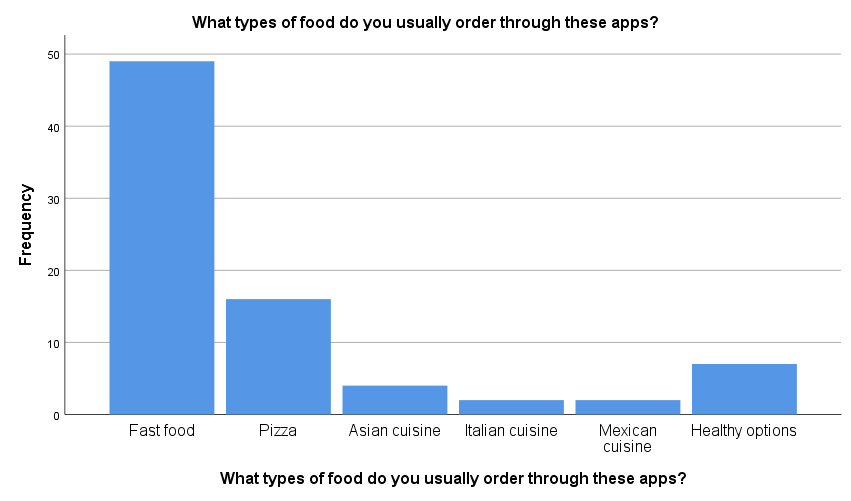 What types of food do you usually order through these apps?
50
40
30
20
10
0
Frequency
Fast food
Pizza
Asian cuisine
Italian cuisine
Mexican
cuisine
Healthy options
What types of food do you usually order through these apps?